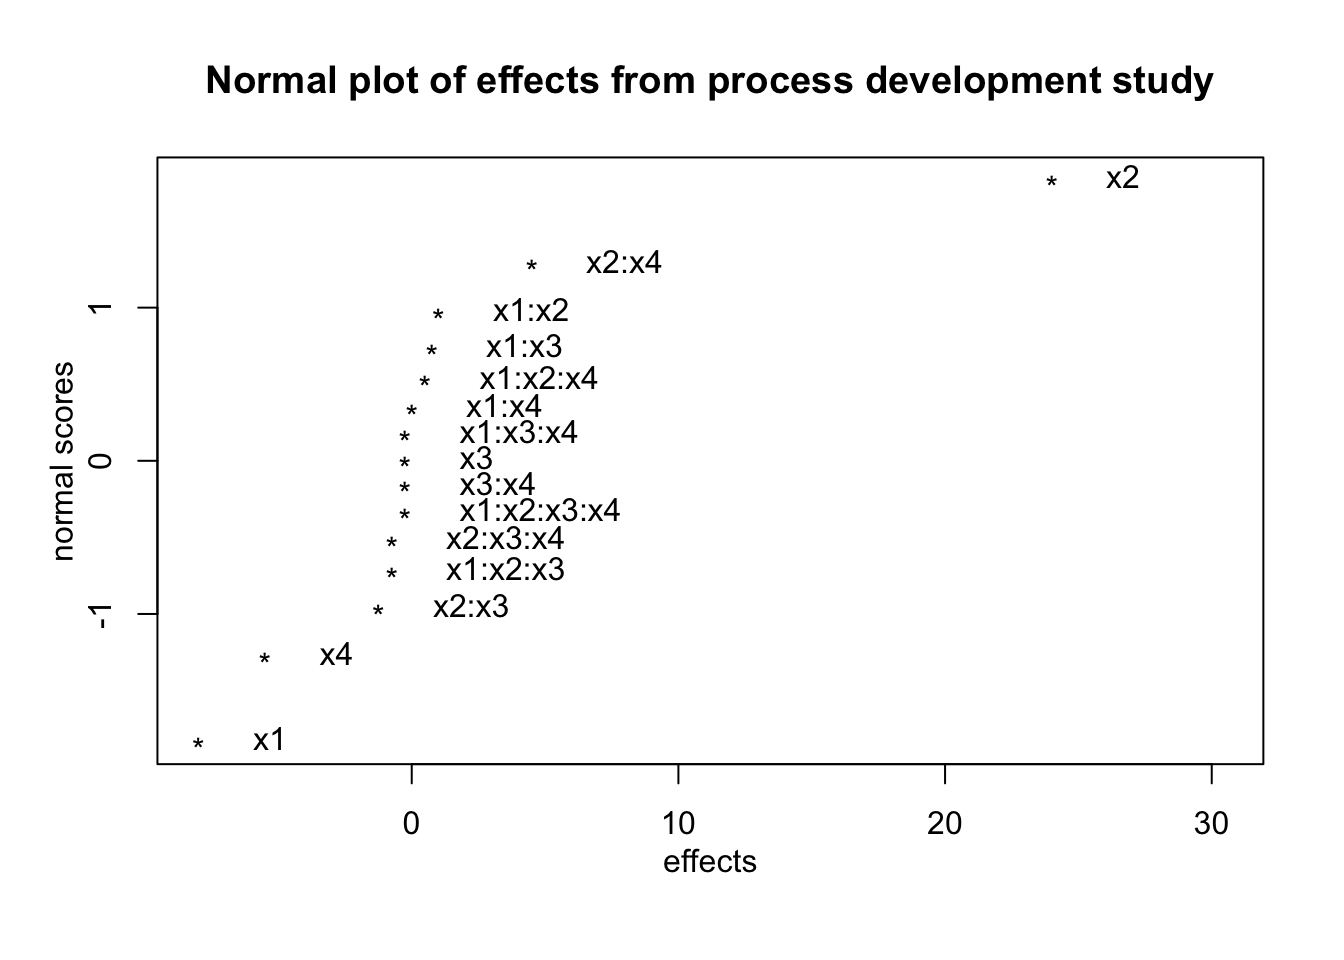 Normal plot of effects from process development study
* x2
* x2:x4
* x1:x2
* x1:x3
* x1:x2:x4
* x1:x4
* x1:x3:x4
* x3
* x3:x4
* x1:x2:x3:x4
* x2:x3:x4
* x1:x2:x3
* x2:x3
* x4
* x1
1
0
-1
normal scores
0 10 20 30
effects